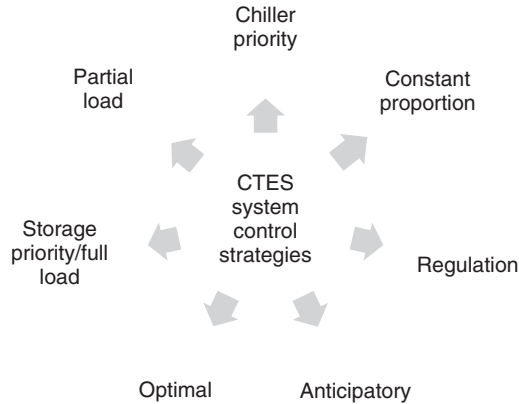 Chiller
priority
Partial
load
Constant
proportion
CTES
system
control
strategies
Storage
priority/full
load
Regulation
Optimal
Anticipatory